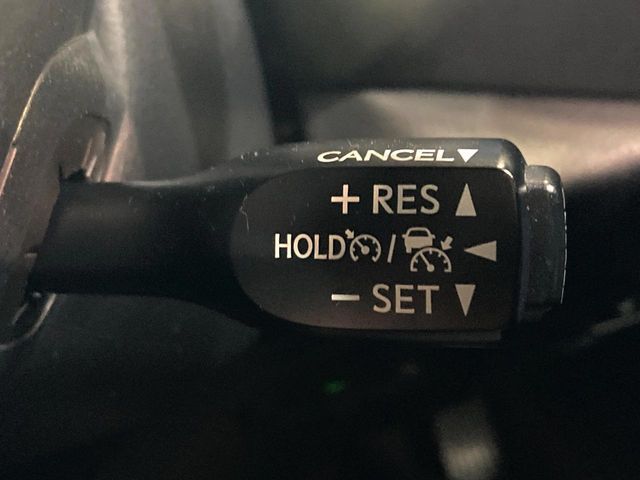 CANCEL▼
+ RES ▲
HOLD / ◀
− SET ▼